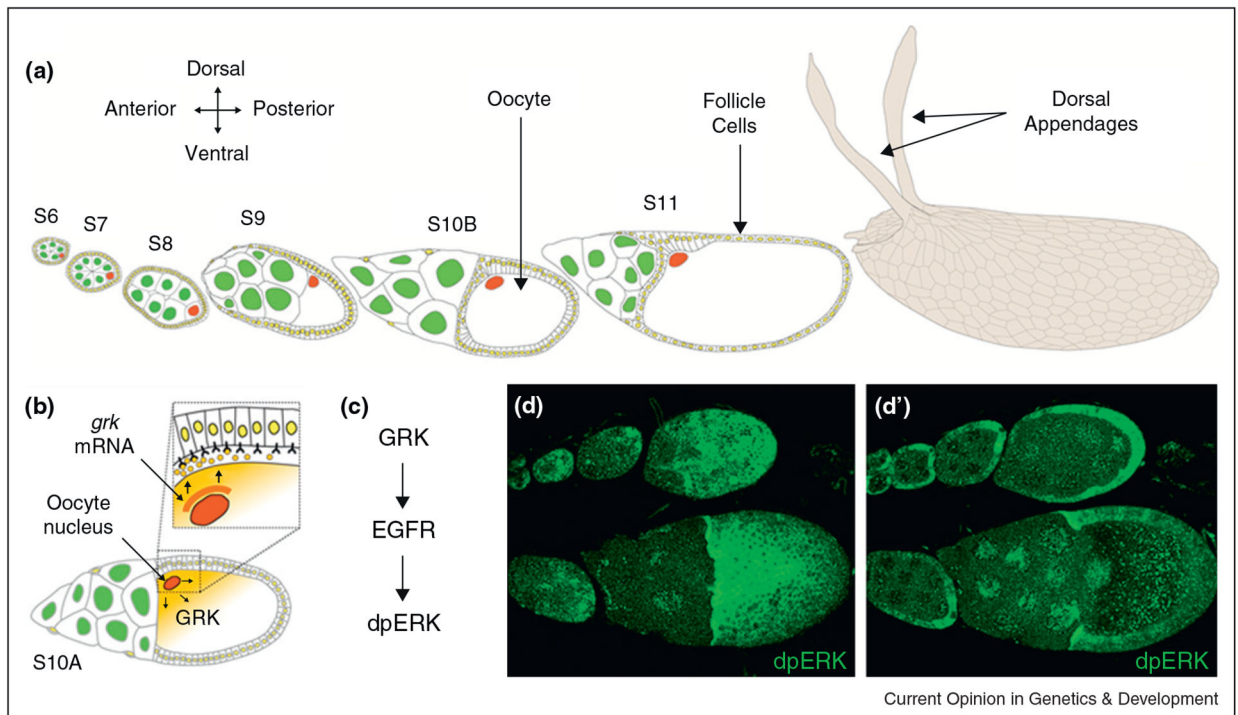 (a)
Dorsal
Anterior
Posterior
Ventral
Oocyte
Follicle
Cells
Dorsal
Appendages
S6
S7
S8
S9
S10B
S11
(b)
grk
mRNA
Oocyte
nucleus
GRK
S10A
(c)
GRK
EGFR
dpERK
(d)
dpERK
(d')
dpERK
Current Opinion in Genetics & Development